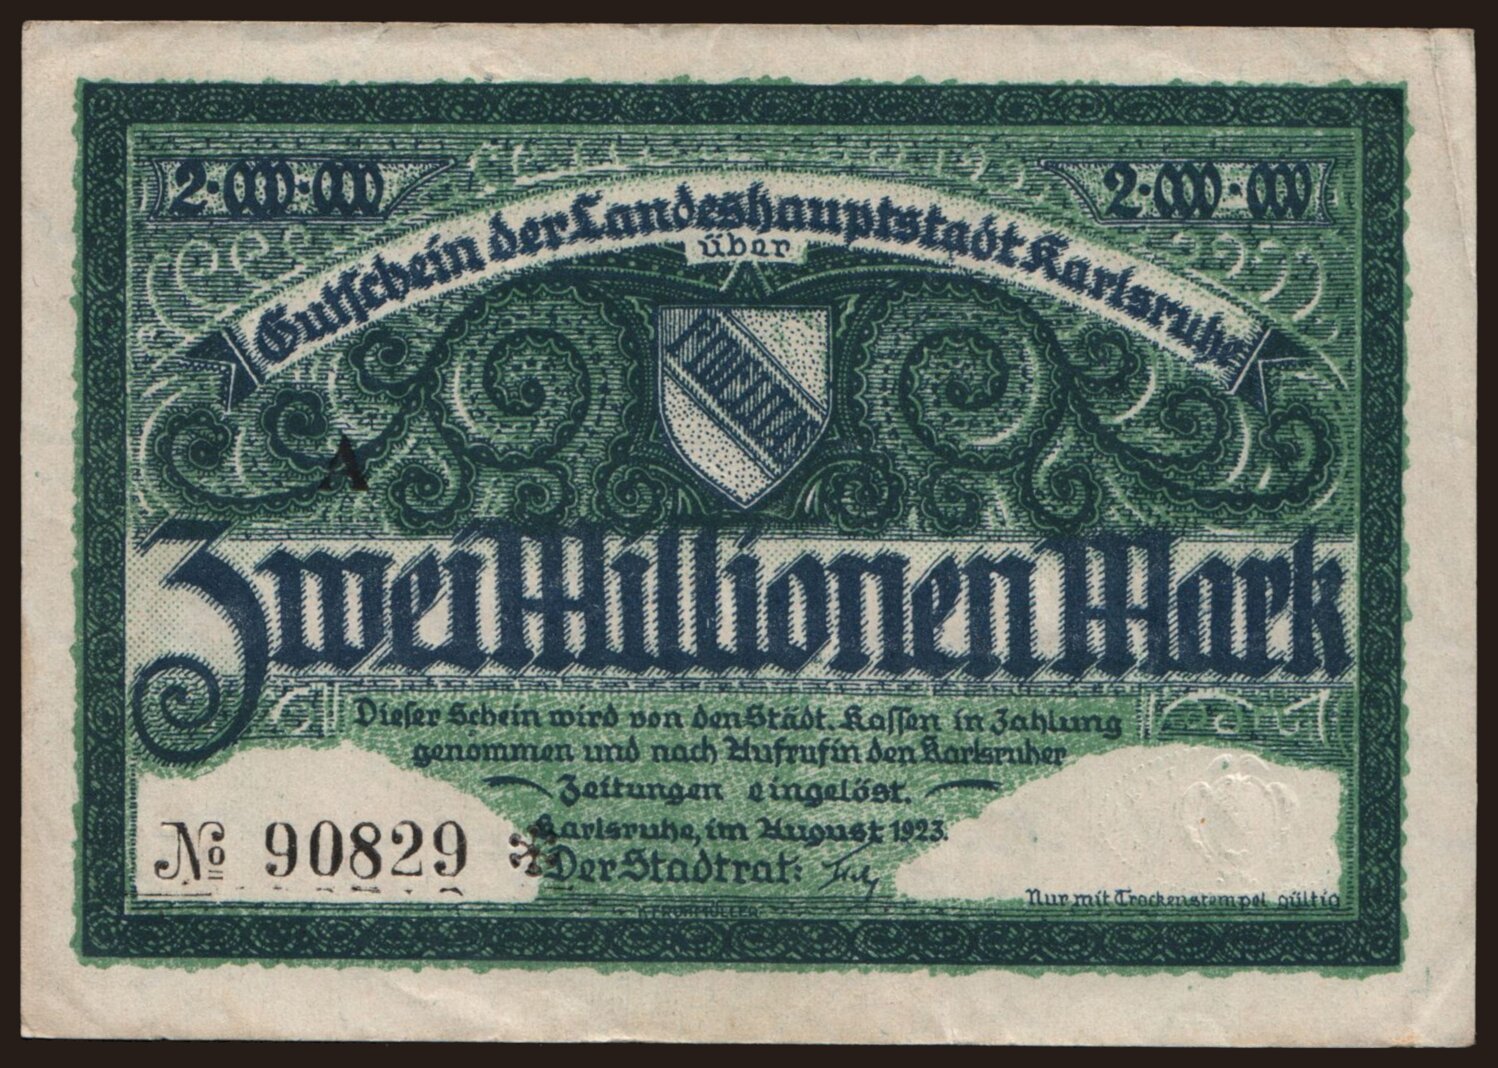 2·000·000
2·000·000
Gutschein der Landeshauptstadt Karlsruhe
über
FIDELITAS
A
Zwei Millionen Mark
Dieser Schein wird von den Städt. Kassen in Zahlung
genommen und nach Aufruf in den Karlsruher
Zeitungen eingelöst.
Karlsruhe, im August 1923.
Der Stadtrat:
№ 90829 *
Nur mit Trockenstempel gültig